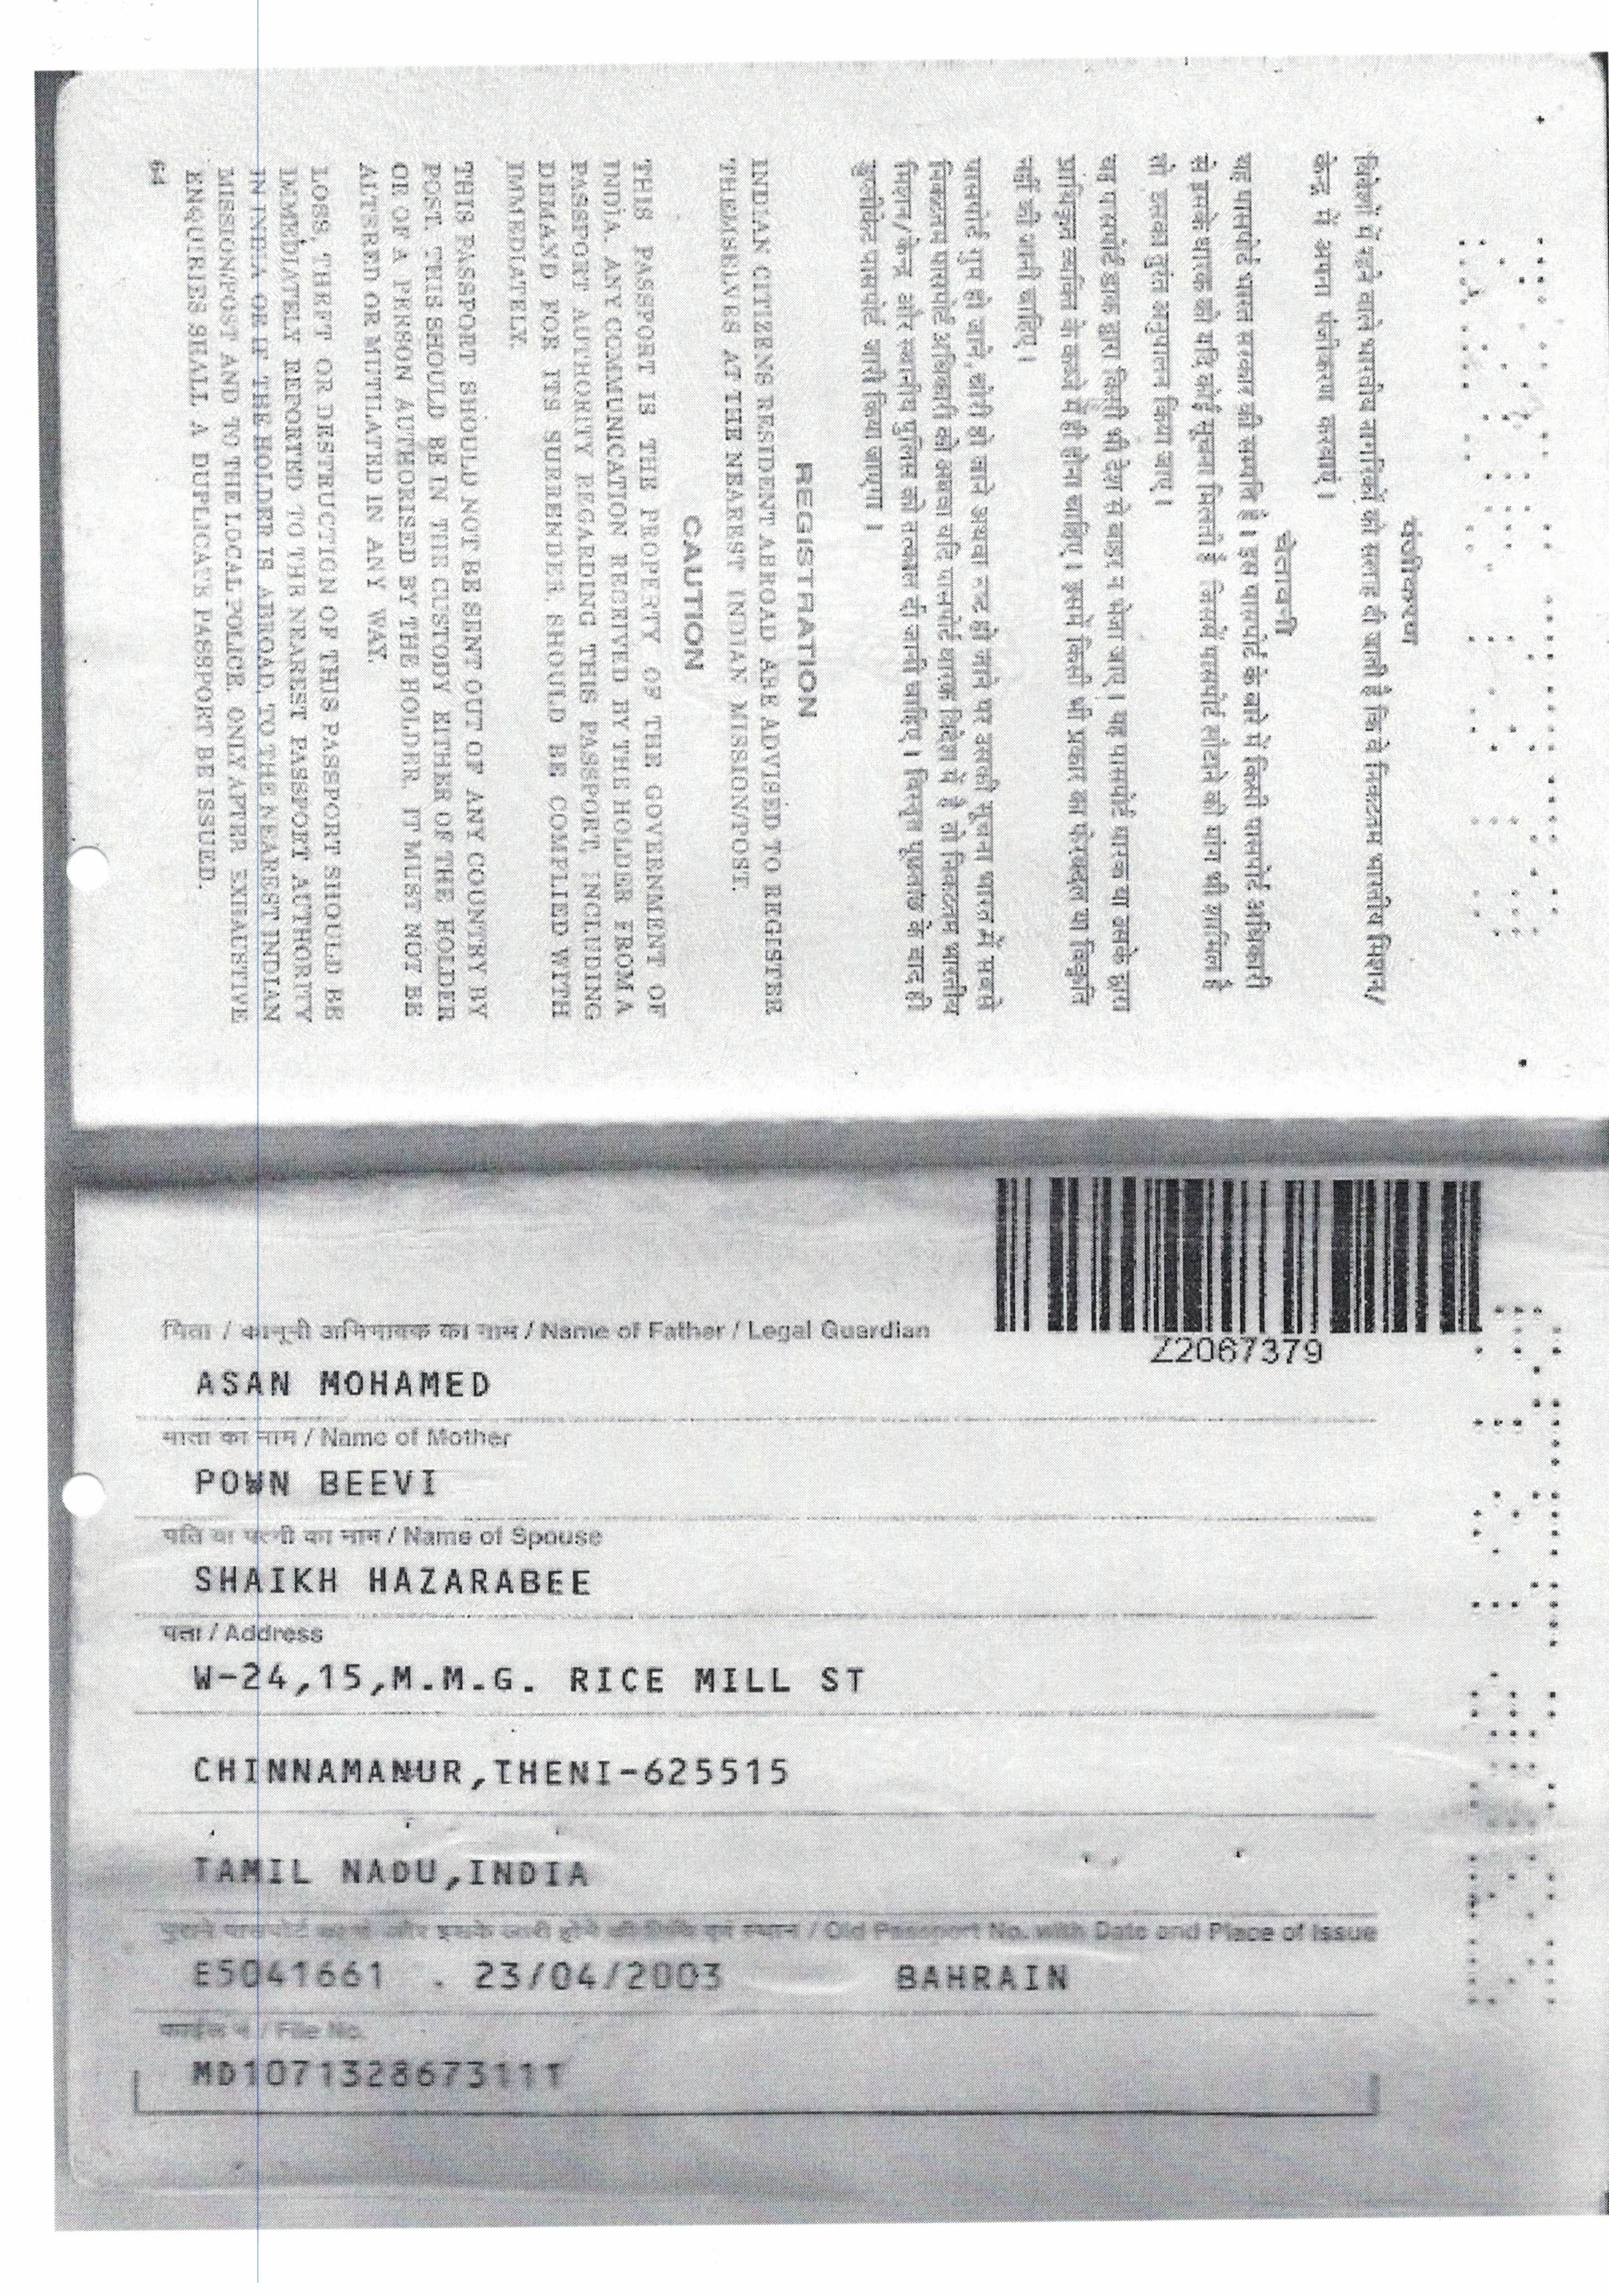 पंजीकरण
विदेशों में रहने वाले भारतीय नागरिकों को सलाह दी जाती है कि वे निकटतम भारतीय मिशन/
केन्द्र में अपना पंजीकरण करवाएं।
चेतावनी
यह पासपोर्ट भारत सरकार की सम्पत्ति है। इस पासपोर्ट के बारे में किसी पासपोर्ट अधिकारी
से इसके धारक को यदि कोई सूचना मिलती है जिसमें पासपोर्ट लौटाने की मांग भी शामिल है
तो उसका तुरंत अनुपालन किया जाए।
यह पासपोर्ट डाक द्वारा किसी भी देश से बाहर न भेजा जाए। यह पासपोर्ट धारक या उसके द्वारा
प्राधिकृत व्यक्ति के कब्जे में ही होना चाहिए। इसमें किसी भी प्रकार का फेरबदल या विकृति
नहीं की जानी चाहिए।
पासपोर्ट गुम हो जाने, चोरी हो जाने अथवा नष्ट हो जाने पर उसकी सूचना भारत में सबसे
निकटतम पासपोर्ट अधिकारी को अथवा यदि पासपोर्ट धारक विदेश में है तो निकटतम भारतीय
मिशन/केन्द्र और स्थानीय पुलिस को तत्काल दी जानी चाहिए। विस्तृत पूछताछ के बाद ही
डुप्लीकेट पासपोर्ट जारी किया जाएगा।
REGISTRATION
INDIAN CITIZENS RESIDENT ABROAD ARE ADVISED TO REGISTER
THEMSELVES AT THE NEAREST INDIAN MISSION/POST.
CAUTION
THIS PASSPORT IS THE PROPERTY OF THE GOVERNMENT OF
INDIA. ANY COMMUNICATION RECEIVED BY THE HOLDER FROM A
PASSPORT AUTHORITY REGARDING THIS PASSPORT, INCLUDING
DEMAND FOR ITS SURRENDER SHOULD BE COMPLIED WITH
IMMEDIATELY.
THIS PASSPORT SHOULD NOT BE SENT OUT OF ANY COUNTRY BY
POST. THIS SHOULD BE IN THE CUSTODY EITHER OF THE HOLDER
OR OF A PERSON AUTHORISED BY THE HOLDER. IT MUST NOT BE
ALTERED OR MUTILATED IN ANY WAY.
LOSS, THEFT OR DESTRUCTION OF THIS PASSPORT SHOULD BE
IMMEDIATELY REPORTED TO THE NEAREST PASSPORT AUTHORITY
IN INDIA OR IF THE HOLDER IS ABROAD, TO THE NEAREST INDIAN
MISSION/POST AND TO THE LOCAL POLICE. ONLY AFTER EXHAUSTIVE
ENQUIRIES SHALL A DUPLICATE PASSPORT BE ISSUED.
64
Z2067379
पिता / कानूनी अभिभावक का नाम / Name of Father / Legal Guardian
ASAN MOHAMED
माता का नाम / Name of Mother
POWN BEEVI
पति या पत्नी का नाम / Name of Spouse
SHAIKH HAZARABEE
पता / Address
W-24,15,M.M.G. RICE MILL ST
CHINNAMANUR,THENI-625515
TAMIL NADU,INDIA
पुराने पासपोर्ट का नं और इसके जारी होने की तिथि एवं स्थान / Old Passport No. with Date and Place of Issue
E5041661 . 23/04/2003 BAHRAIN
फाईल नं / File No.